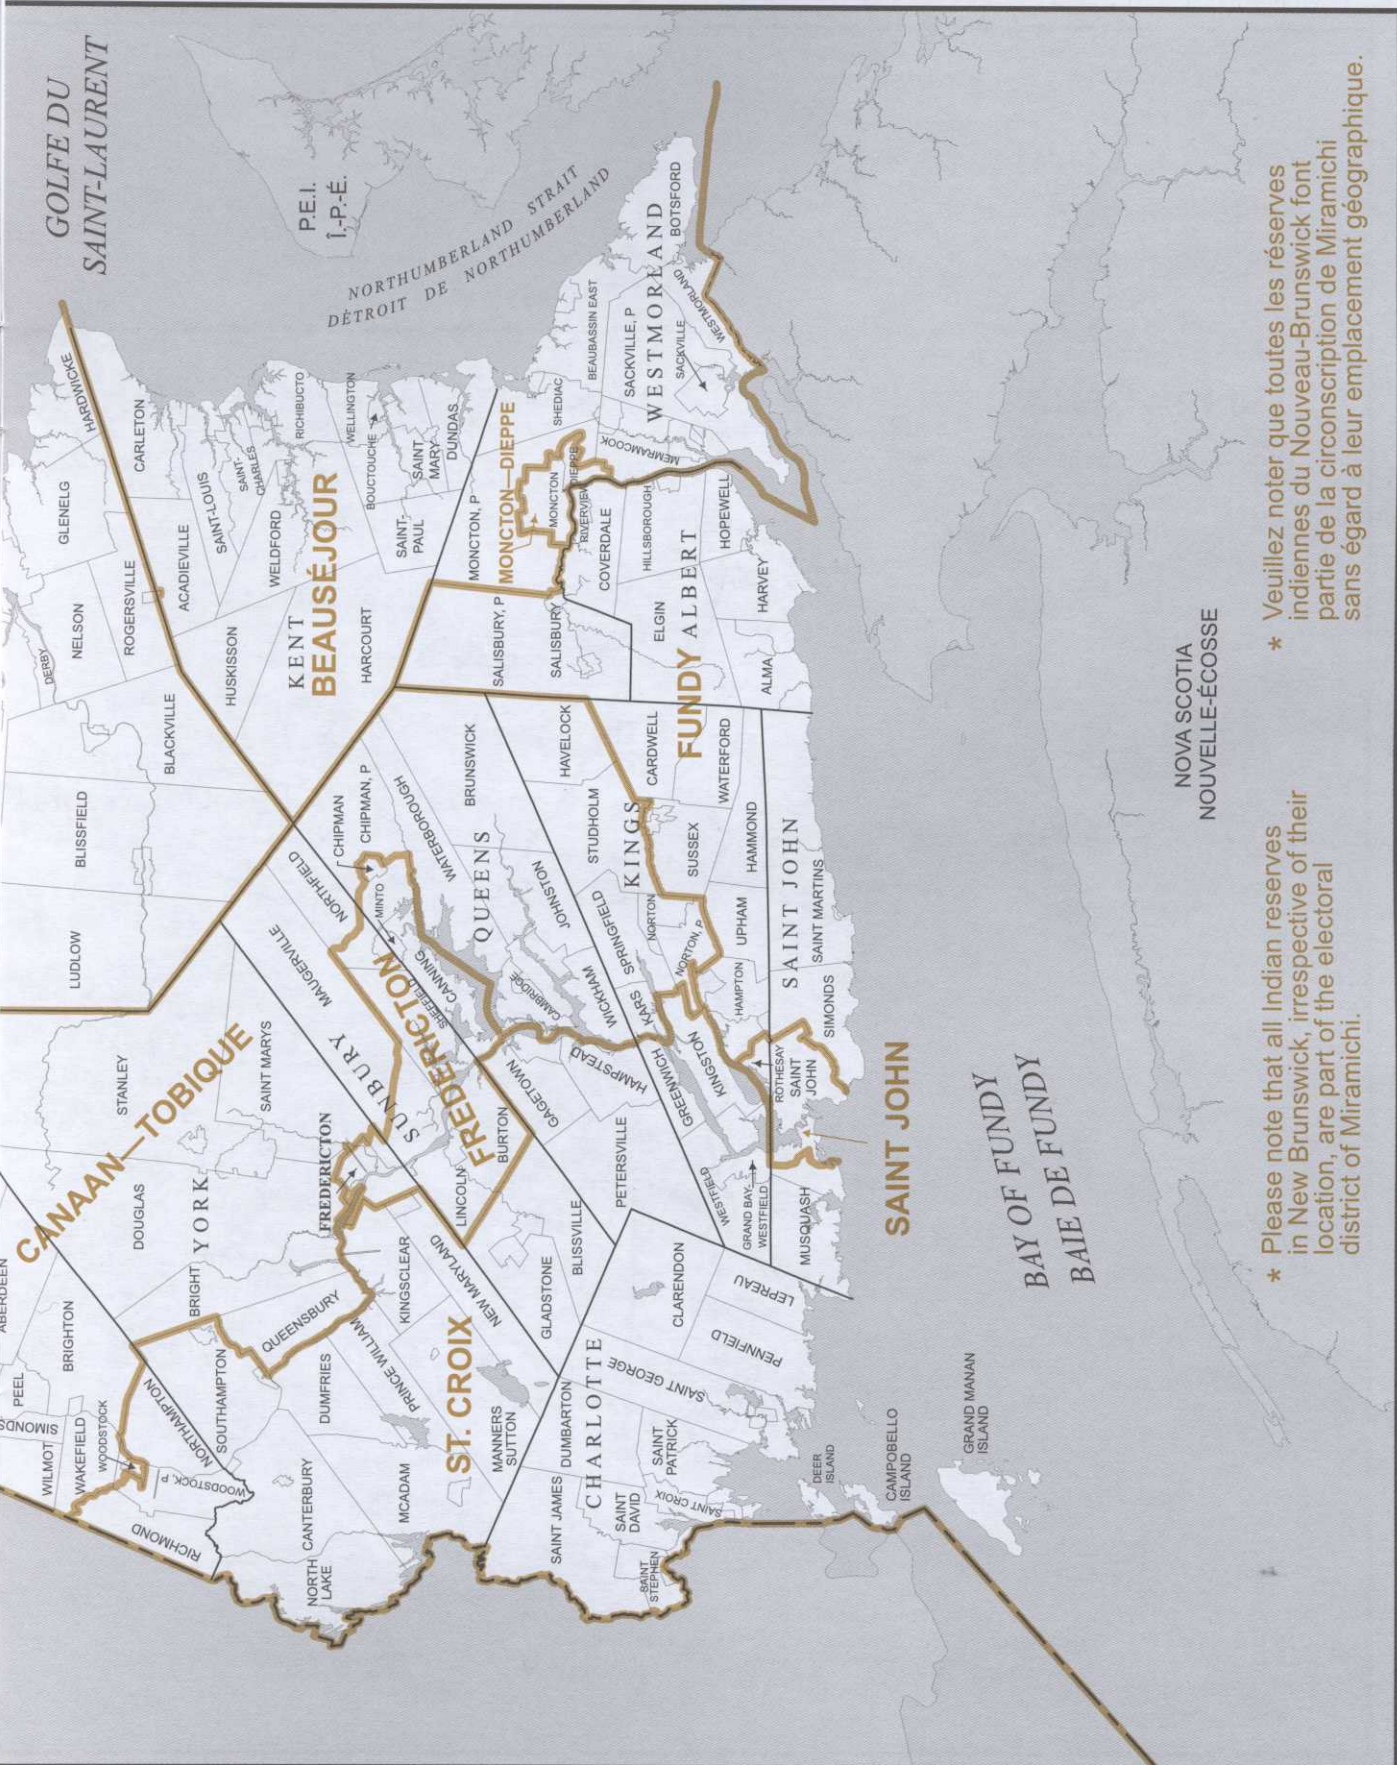 GOLFE DU
SAINT-LAURENT
P.E.I.
Î.-P.-É.
NORTHUMBERLAND STRAIT
DÉTROIT DE NORTHUMBERLAND
HARDWICKE
GLENELG
CARLETON
NELSON
DERBY
ROGERSVILLE
ACADIEVILLE
SAINT-LOUIS
SAINT-
CHARLES
RICHIBUCTO
WELDFORD
HUSKISSON
BLACKVILLE
BLISSFIELD
LUDLOW
KENT
BEAUSÉJOUR
HARCOURT
WELLINGTON
BOUCTOUCHE
SAINT
MARY
DUNDAS
SAINT-
PAUL
MONCTON, P
MONCTON—DIEPPE
MONCTON
DIEPPE
RIVERVIEW
SHEDIAC
BEAUBASSIN EAST
SACKVILLE, P
WESTMORELAND
SACKVILLE
BOTSFORD
WESTMORLAND
MEMRAMCOOK
SALISBURY, P
SALISBURY
COVERDALE
HILLSBOROUGH
HOPEWELL
ELGIN
FUNDY
ALBERT
HARVEY
ALMA
CANAAN—TOBIQUE
STANLEY
SAINT MARYS
DOUGLAS
YORK
BRIGHT
ABERDEEN
PEEL
BRIGHTON
SIMONDS
WILMOT
WAKEFIELD
WOODSTOCK
NORTHAMPTON
WOODSTOCK, P
RICHMOND
SOUTHAMPTON
QUEENSBURY
CANTERBURY
NORTH
LAKE
DUMFRIES
PRINCE WILLIAM
KINGSCLEAR
NEW MARYLAND
MCADAM
ST. CROIX
MANNERS
SUTTON
FREDERICTON
FREDERICTON
SUNBURY
MAUGERVILLE
NORTHFIELD
CHIPMAN
CHIPMAN, P
MINTO
SHEFFIELD
CANNING
LINCOLN
BURTON
GLADSTONE
BLISSVILLE
WATERBOROUGH
BRUNSWICK
QUEENS
JOHNSTON
CAMBRIDGE
WICKHAM
GAGETOWN
HAMPSTEAD
PETERSVILLE
HAVELOCK
STUDHOLM
KINGS
CARDWELL
SPRINGFIELD
NORTON
NORTON, P
SUSSEX
WATERFORD
HAMMOND
UPHAM
HAMPTON
KARS
KINGSTON
GREENWICH
WESTFIELD
GRAND BAY-
WESTFIELD
ROTHESAY
SAINT
JOHN
SAINT JOHN
SAINT MARTINS
SIMONDS
MUSQUASH
SAINT JOHN
CHARLOTTE
CLARENDON
LEPREAU
PENNFIELD
SAINT GEORGE
DUMBARTON
SAINT
PATRICK
SAINT JAMES
SAINT
DAVID
SAINT CROIX
SAINT
STEPHEN
DEER
ISLAND
CAMPOBELLO
ISLAND
GRAND MANAN
ISLAND
BAY OF FUNDY
BAIE DE FUNDY
NOVA SCOTIA
NOUVELLE-ÉCOSSE
* Please note that all Indian reserves
in New Brunswick, irrespective of their
location, are part of the electoral
district of Miramichi.
* Veuillez noter que toutes les réserves
indiennes du Nouveau-Brunswick font
partie de la circonscription de Miramichi
sans égard à leur emplacement géographique.